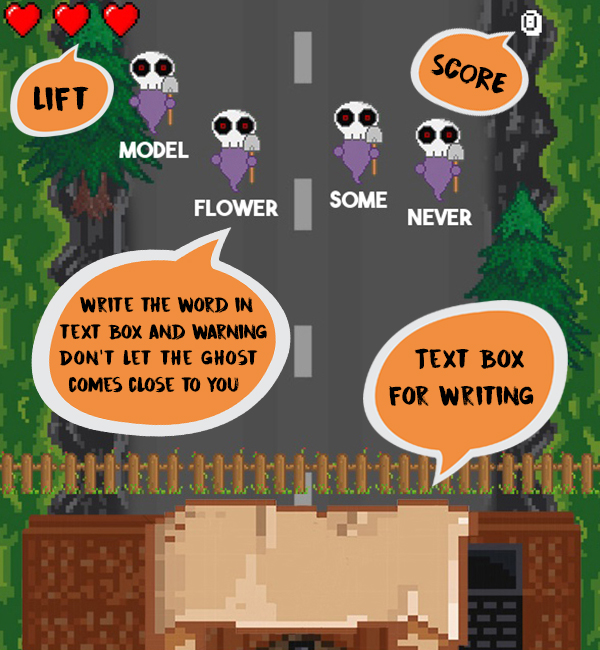 0
SCORE
LIFT
MODEL
FLOWER
SOME
NEVER
WRITE THE WORD IN
TEXT BOX AND WARNING
DON'T LET THE GHOST
COMES CLOSE TO YOU
TEXT BOX
FOR WRITING